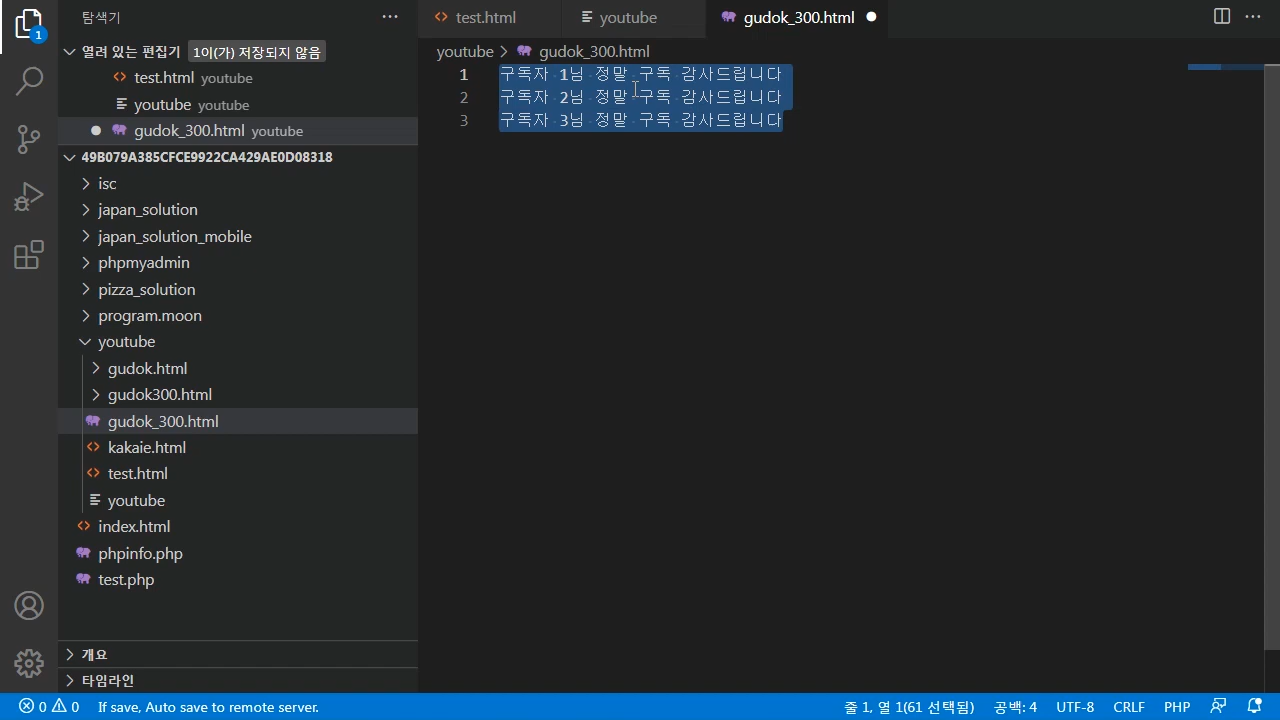 탐색기
열려 있는 편집기 1이(가) 저장되지 않음
test.html youtube
youtube youtube
gudok_300.html youtube
49B079A385CFCE9922CA429AE0D08318
isc
japan_solution
japan_solution_mobile
phpmyadmin
pizza_solution
program.moon
youtube
gudok.html
gudok300.html
gudok_300.html
kakaie.html
test.html
youtube
index.html
phpinfo.php
test.php
개요
타임라인
test.html youtube gudok_300.html
youtube > gudok_300.html
1 구독자 1님 정말 구독 감사드립니다
2 구독자 2님 정말 구독 감사드립니다
3 구독자 3님 정말 구독 감사드립니다
1
0 0 If save, Auto save to remote server. 줄 1, 열 1(61 선택됨) 공백: 4 UTF-8 CRLF PHP